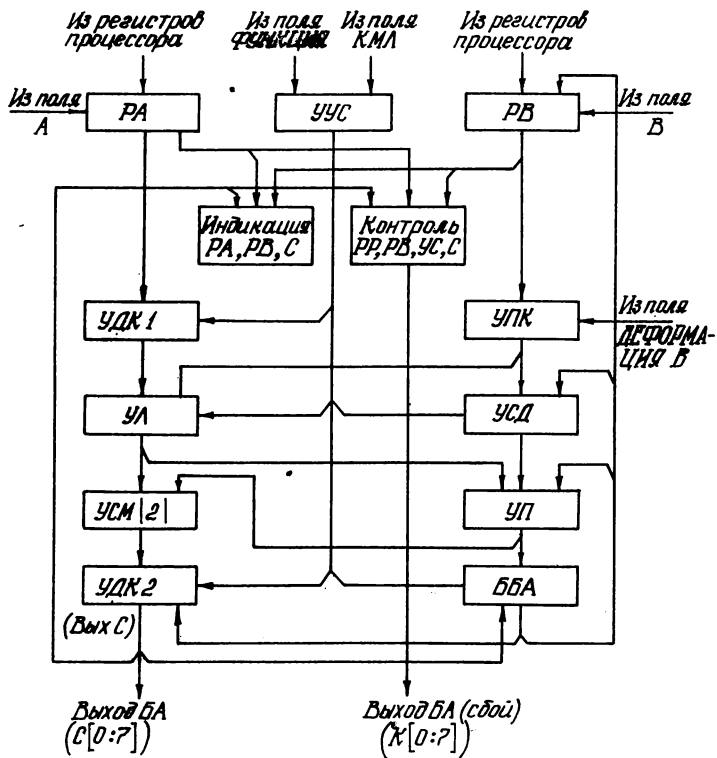 Из регистров
процессора
Из поля
ФУНКЦИЯ
Из поля
КМЛ
Из регистров
процессора
Из поля
А
РА
УУС
РВ
Из поля
В
Индикация
РА, РВ, С
Контроль
РР, РВ, УС, С
УДК 1
УПК
Из поля
ДЕФОРМА-
ЦИЯ В
УЛ
УСД
УСМ |2|
УП
УДК 2
ББА
(Вых С)
Выход БА
(С[0:7])
Выход БА (сбой)
(К[0:7])